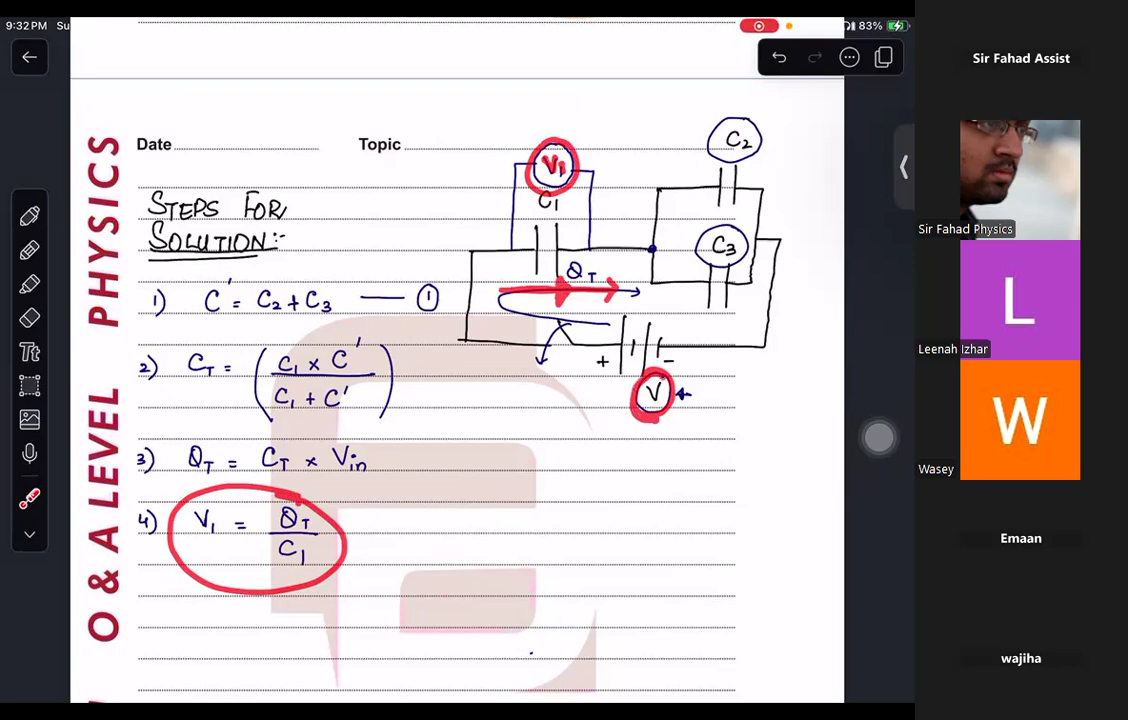 9:32 PM Su
83%
Sir Fahad Assist
Date
Topic
C2
V1
C1
STEPS FOR
SOLUTION:-
C3
QT
1) C' = C2 + C3 —— 1
+ -
V
2) CT = ( C1 × C' / C1 + C' )
3) QT = CT × Vin
4) V1 = QT / C1
O & A LEVEL PHYSICS
Sir Fahad Physics
L
Leenah Izhar
W
Wasey
Emaan
wajiha
Tt